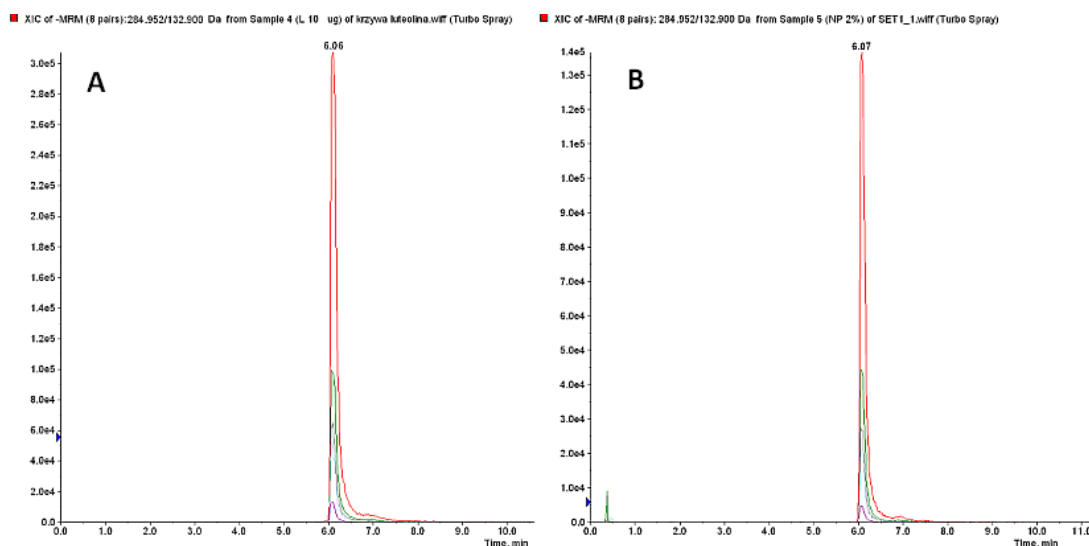 XIC of -MRM (8 pairs): 284.952/132.900 Da from Sample 4 (L 10 ug) of krzywa luteolina.wiff (Turbo Spray)
6.06
A
3.0e5
2.8e5
2.6e5
2.4e5
2.2e5
2.0e5
1.8e5
1.6e5
1.4e5
1.2e5
1.0e5
8.0e4
6.0e4
4.0e4
2.0e4
0.0
0.0 1.0 2.0 3.0 4.0 5.0 6.0 7.0 8.0 9.0 10.0
Time, min
XIC of -MRM (8 pairs): 284.952/132.900 Da from Sample 5 (NP 2%) of SET1_1.wiff (Turbo Spray)
6.07
B
1.4e5
1.3e5
1.2e5
1.1e5
1.0e5
9.0e4
8.0e4
7.0e4
6.0e4
5.0e4
4.0e4
3.0e4
2.0e4
1.0e4
0.0
0.0 1.0 2.0 3.0 4.0 5.0 6.0 7.0 8.0 9.0 10.0 11.0
Time, min